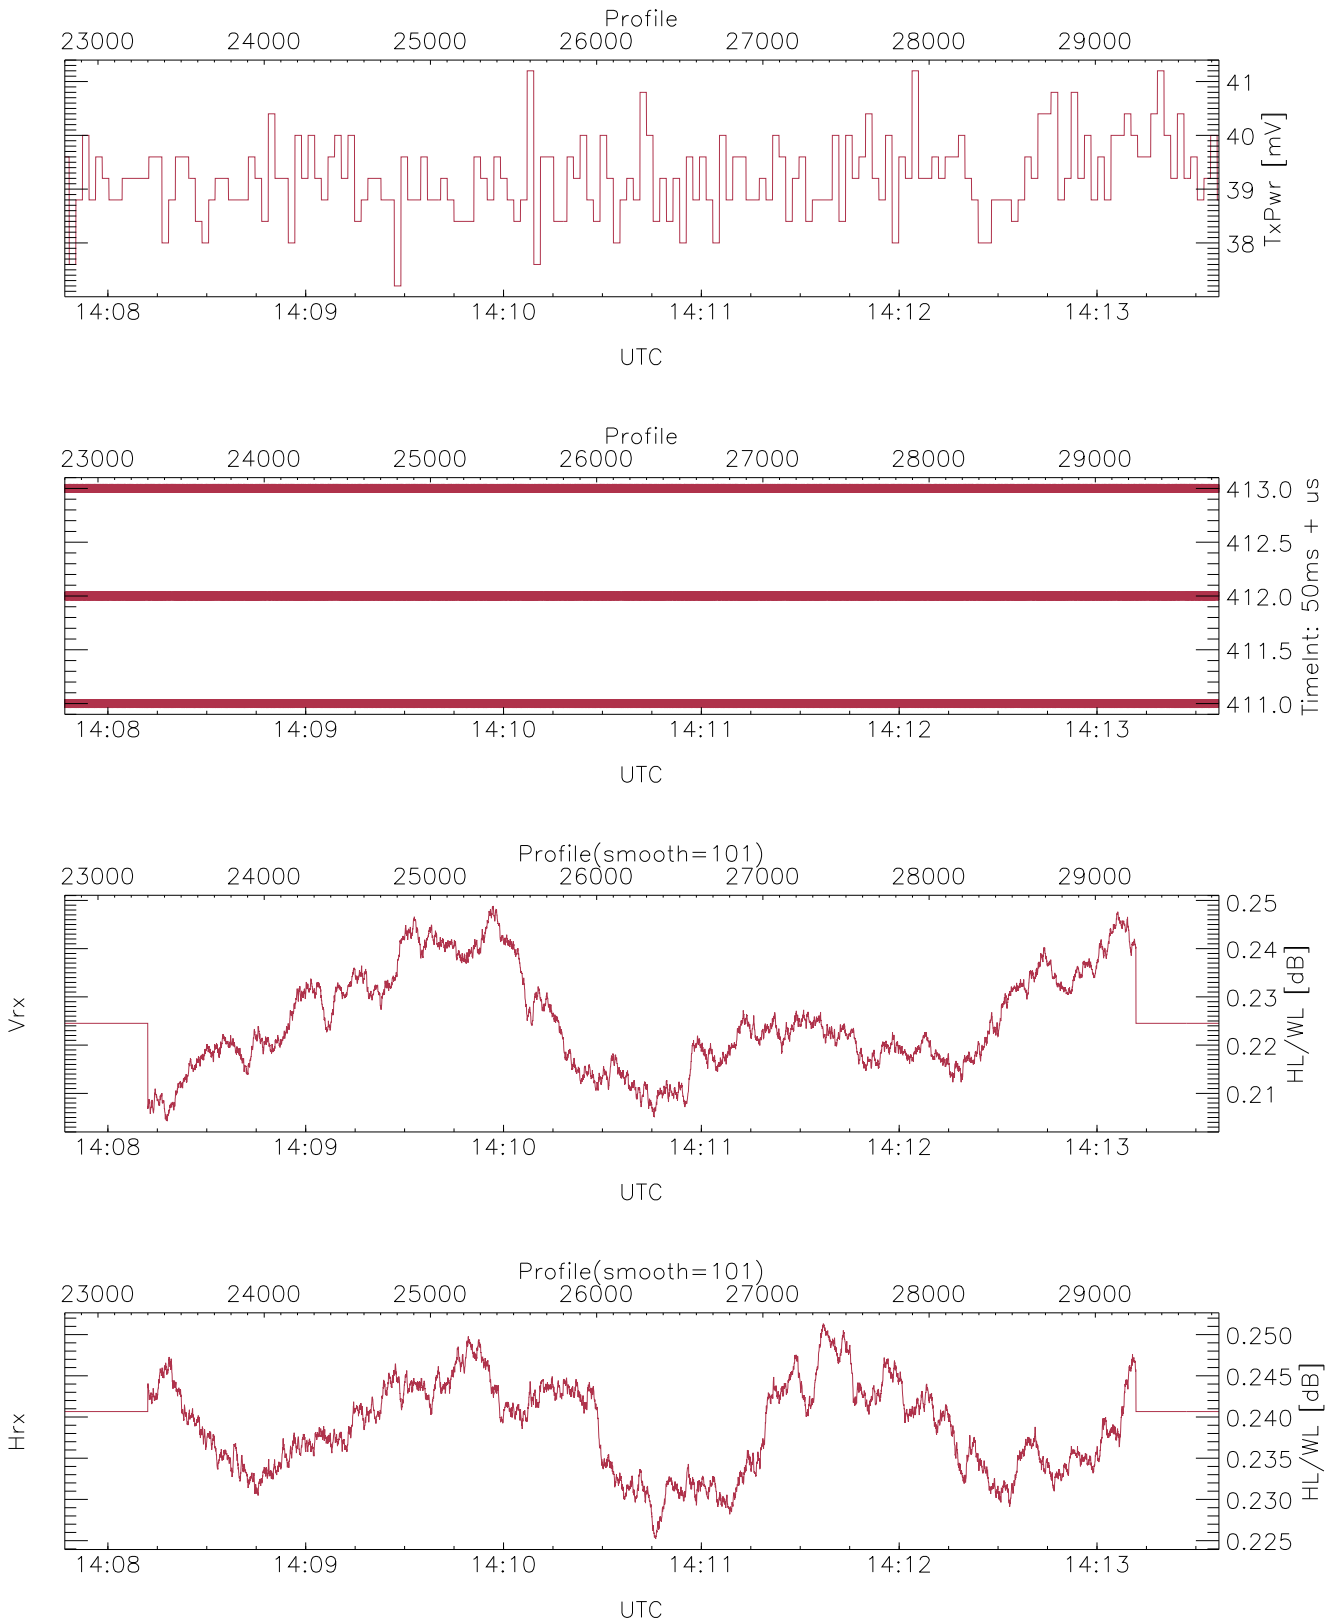 Profile
23000 24000 25000 26000 27000 28000 29000
41
40
39
38
TxPwr [mV]
14:08 14:09 14:10 14:11 14:12 14:13
UTC
Profile
23000 24000 25000 26000 27000 28000 29000
413.0
412.5
412.0
411.5
411.0
TimeInt: 50ms + us
14:08 14:09 14:10 14:11 14:12 14:13
UTC
Profile(smooth=101)
23000 24000 25000 26000 27000 28000 29000
Vrx
0.25
0.24
0.23
0.22
0.21
HL/WL [dB]
14:08 14:09 14:10 14:11 14:12 14:13
UTC
Profile(smooth=101)
23000 24000 25000 26000 27000 28000 29000
Hrx
0.250
0.245
0.240
0.235
0.230
0.225
HL/WL [dB]
14:08 14:09 14:10 14:11 14:12 14:13
UTC